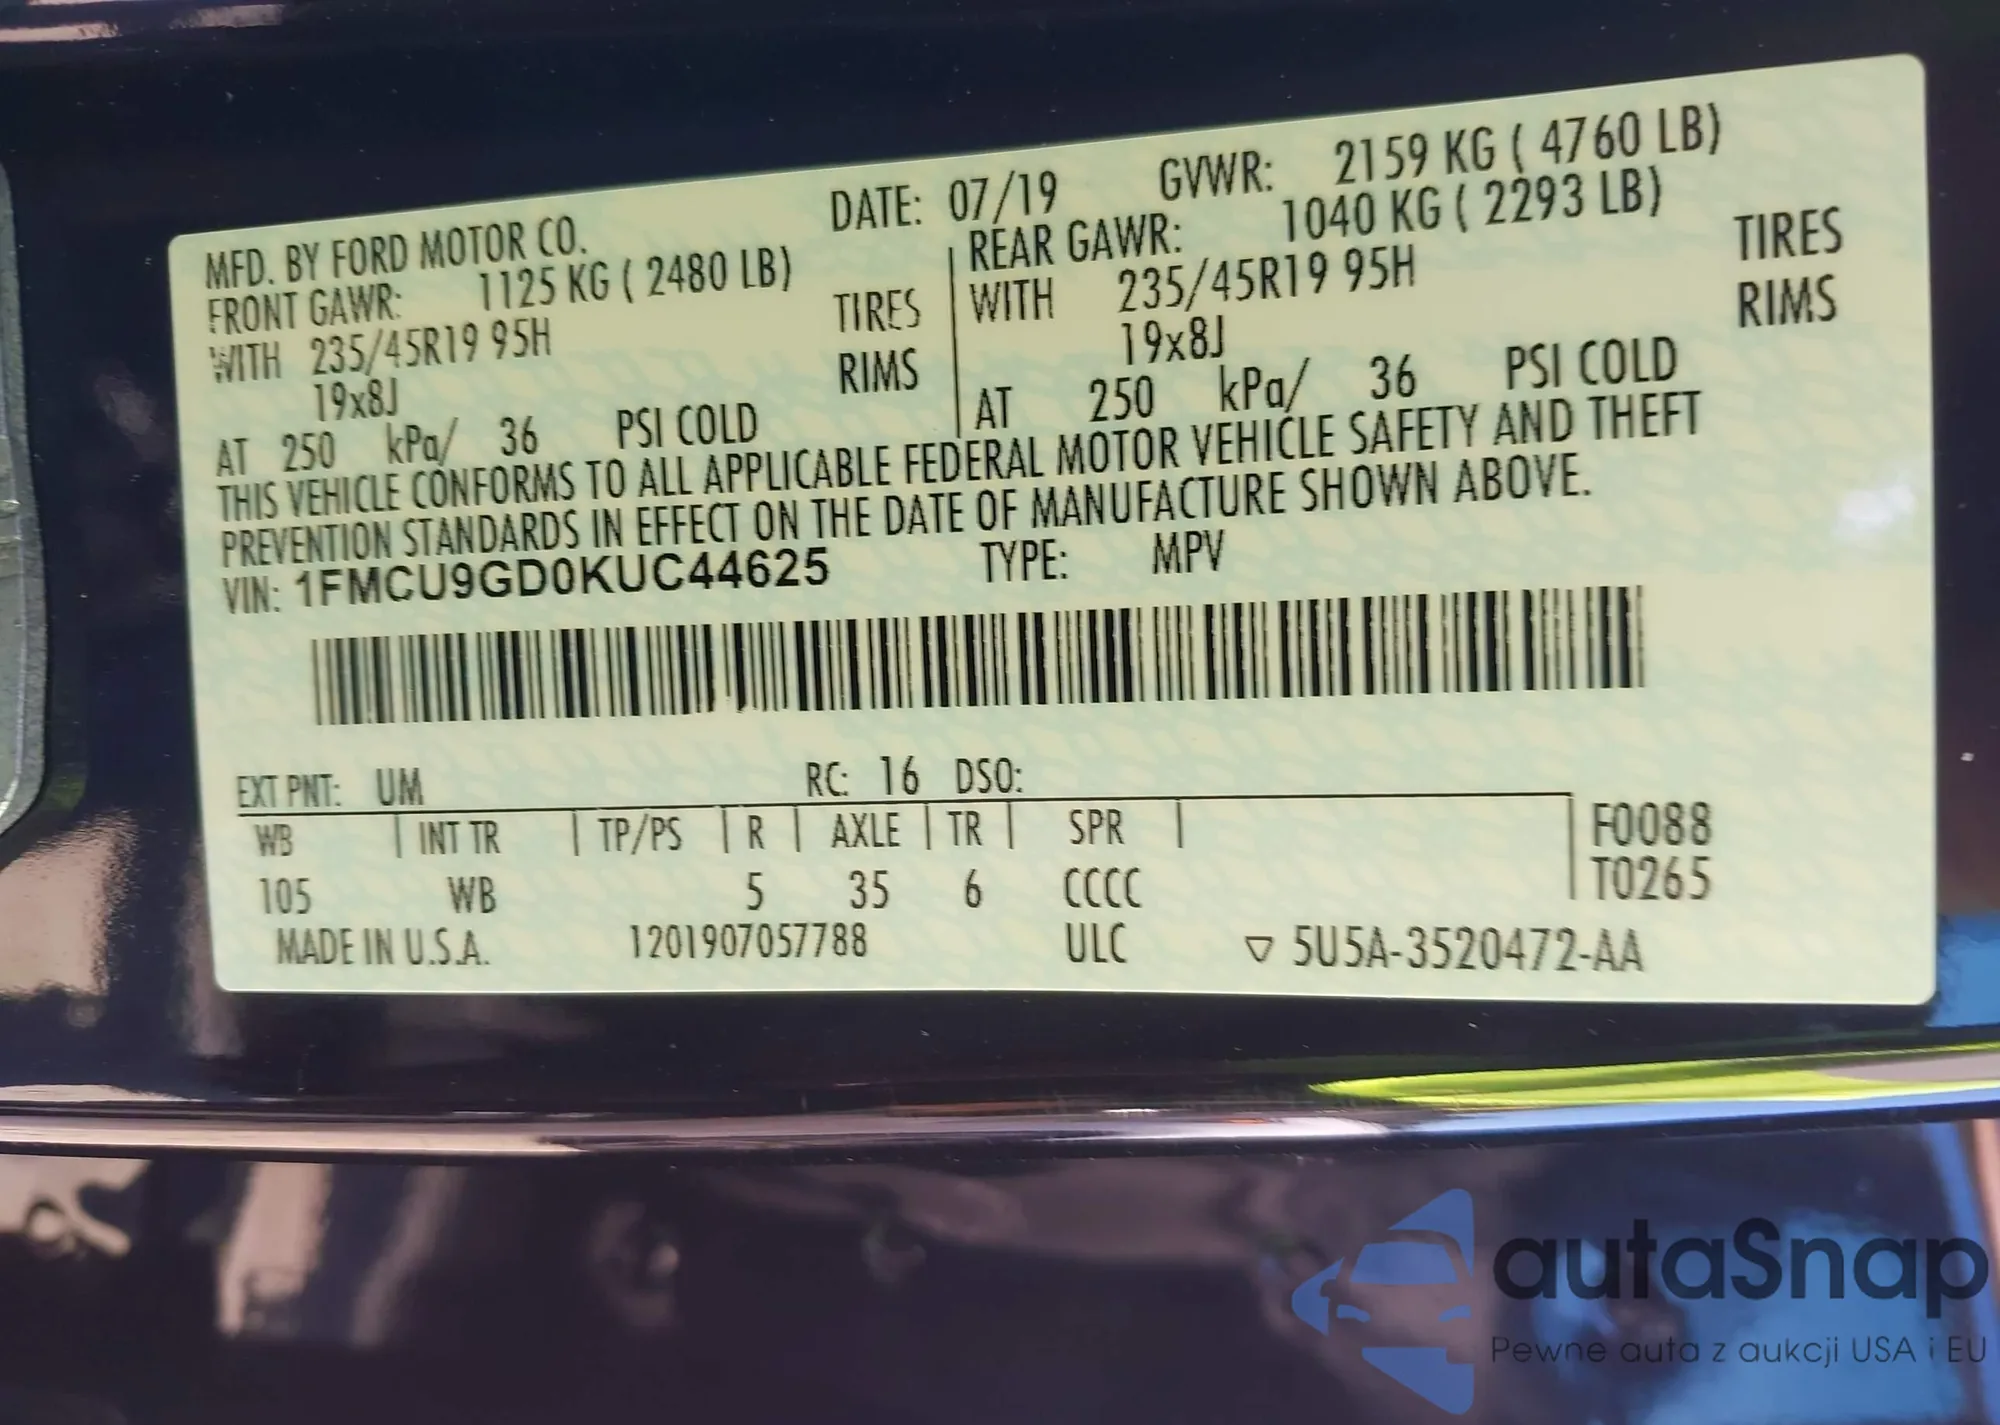 MFD. BY FORD MOTOR CO. DATE: 07/19 GVWR: 2159 KG ( 4760 LB)
FRONT GAWR: 1125 KG ( 2480 LB) REAR GAWR: 1040 KG ( 2293 LB)
WITH 235/45R19 95H TIRES WITH 235/45R19 95H TIRES
19x8J RIMS 19x8J RIMS
AT 250 kPa/ 36 PSI COLD AT 250 kPa/ 36 PSI COLD
THIS VEHICLE CONFORMS TO ALL APPLICABLE FEDERAL MOTOR VEHICLE SAFETY AND THEFT
PREVENTION STANDARDS IN EFFECT ON THE DATE OF MANUFACTURE SHOWN ABOVE.
VIN: 1FMCU9GD0KUC44625 TYPE: MPV
EXT PNT: UM RC: 16 DSO:
WB INT TR TP/PS R AXLE TR SPR F0088
105 WB 5 35 6 CCCC T0265
MADE IN U.S.A. 1201907057788 ULC ▽ 5U5A-3520472-AA
autaSnap
Pewne auta z aukcji USA i EU